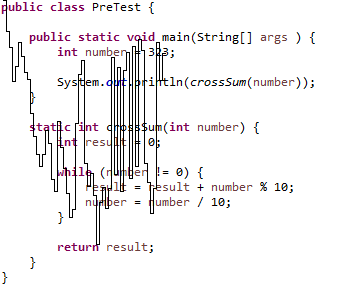 public class PreTest {
public static void main(String[] args ) {
int number = 323;
System.out.println(crossSum(number));
}
static int crossSum(int number) {
int result = 0;
while (number != 0) {
result = result + number % 10;
number = number / 10;
}
return result;
}
}